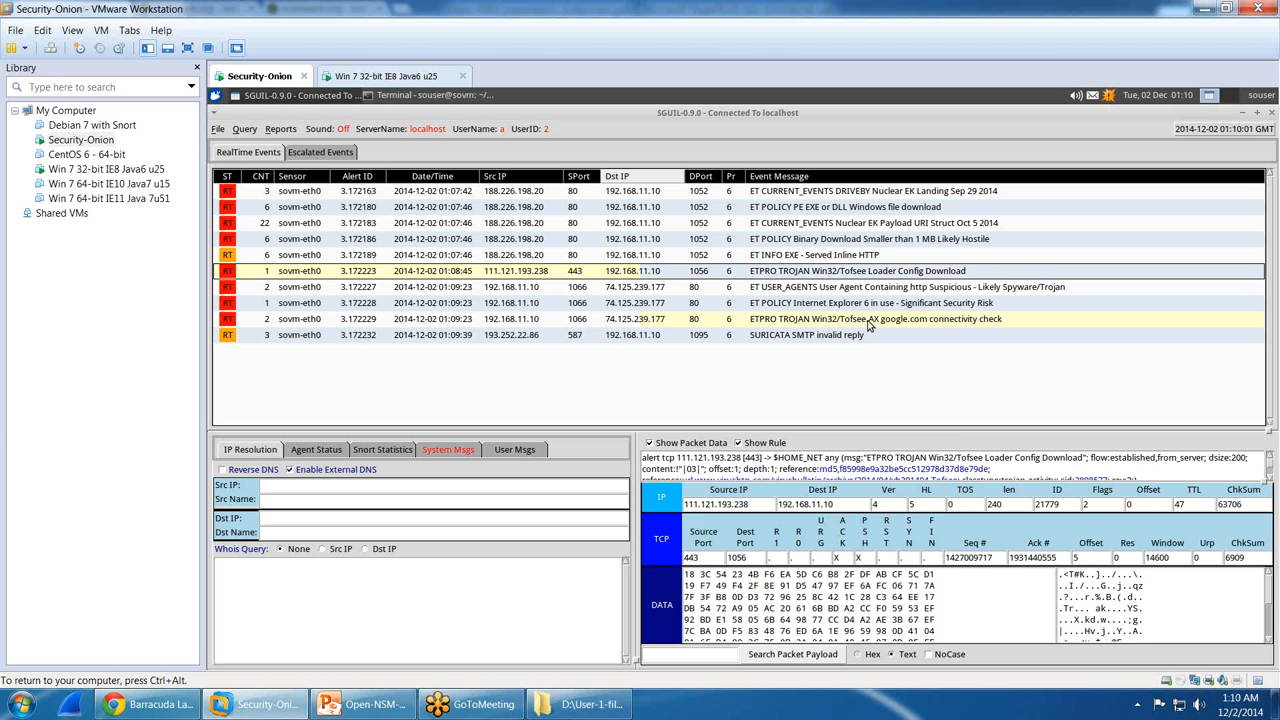 Security-Onion - VMware Workstation
File Edit View VM Tabs Help
Library
Type here to search
My Computer
Debian 7 with Snort
Security-Onion
CentOS 6 - 64-bit
Win 7 32-bit IE8 Java6 u25
Win 7 64-bit IE10 Java7 u15
Win 7 64-bit IE11 Java 7u51
Shared VMs
Security-Onion Win 7 32-bit IE8 Java6 u25
SGUIL-0.9.0 - Connected To ... Terminal - souser@sovm: ~/... Tue, 02 Dec 01:10 souser
SGUIL-0.9.0 - Connected To localhost
File Query Reports Sound: Off ServerName: localhost UserName: a UserID: 2 2014-12-02 01:10:01 GMT
RealTime Events Escalated Events
ST CNT Sensor Alert ID Date/Time Src IP SPort Dst IP DPort Pr Event Message
RT 3 sovm-eth0 3.172163 2014-12-02 01:07:42 188.226.198.20 80 192.168.11.10 1052 6 ET CURRENT_EVENTS DRIVEBY Nuclear EK Landing Sep 29 2014
RT 6 sovm-eth0 3.172180 2014-12-02 01:07:46 188.226.198.20 80 192.168.11.10 1052 6 ET POLICY PE EXE or DLL Windows file download
RT 22 sovm-eth0 3.172183 2014-12-02 01:07:46 188.226.198.20 80 192.168.11.10 1052 6 ET CURRENT_EVENTS Nuclear EK Payload URI Struct Oct 5 2014
RT 6 sovm-eth0 3.172186 2014-12-02 01:07:46 188.226.198.20 80 192.168.11.10 1052 6 ET POLICY Binary Download Smaller than 1 MB Likely Hostile
RT 6 sovm-eth0 3.172189 2014-12-02 01:07:46 188.226.198.20 80 192.168.11.10 1052 6 ET INFO EXE - Served Inline HTTP
RT 1 sovm-eth0 3.172223 2014-12-02 01:08:45 111.121.193.238 443 192.168.11.10 1056 6 ETPRO TROJAN Win32/Tofsee Loader Config Download
RT 2 sovm-eth0 3.172227 2014-12-02 01:09:23 192.168.11.10 1066 74.125.239.177 80 6 ET USER_AGENTS User Agent Containing http Suspicious - Likely Spyware/Trojan
RT 1 sovm-eth0 3.172228 2014-12-02 01:09:23 192.168.11.10 1066 74.125.239.177 80 6 ET POLICY Internet Explorer 6 in use - Significant Security Risk
RT 2 sovm-eth0 3.172229 2014-12-02 01:09:23 192.168.11.10 1066 74.125.239.177 80 6 ETPRO TROJAN Win32/Tofsee.AX google.com connectivity check
RT 3 sovm-eth0 3.172232 2014-12-02 01:09:39 193.252.22.86 587 192.168.11.10 1095 6 SURICATA SMTP invalid reply
IP Resolution Agent Status Snort Statistics System Msgs User Msgs
Reverse DNS Enable External DNS
Src IP:
Src Name:
Dst IP:
Dst Name:
Whois Query: None Src IP Dst IP
Show Packet Data Show Rule
alert tcp 111.121.193.238 [443] -> $HOME_NET any (msg:"ETPRO TROJAN Win32/Tofsee Loader Config Download"; flow:established,from_server; dsize:200;
content:!"|03|"; offset:1; depth:1; reference:md5,f85998e9a32be5cc512978d37d8e79de;
IP Source IP Dest IP Ver HL TOS len ID Flags Offset TTL ChkSum
111.121.193.238 192.168.11.10 4 5 0 240 21779 2 0 47 63706
TCP Source Port Dest Port R1 R0 URG ACK PSH RST SYN FIN Seq # Ack # Offset Res Window Urp ChkSum
443 1056 . . . X X . . . 1427009717 1931440555 5 0 14600 0 6909
DATA
18 3C 54 23 4B F6 EA 5D C6 B8 2F DF AB CF 5C D1 .<T#K..]../...\.
19 F7 49 F4 2F 8E 91 D5 47 97 EF 6A FC 06 71 7A ..I./...G..j..qz
7F 3F F8 B0 0D D3 72 96 25 8C 42 1C 28 C3 64 EE 17
DB 54 72 A9 05 AC 20 61 6B BD A2 CC F0 59 53 EF .Tr... ak....YS.
92 BD E1 58 05 6B 64 98 77 CC D4 A2 AE 3B 67 ...X.kd.w....;g.
7C BA 0D F5 83 48 76 ED 6A 1E 96 59 98 0D 41 04 |....Hv.j..Y..A.
Search Packet Payload Hex Text NoCase
To return to your computer, press Ctrl+Alt.
Barracuda La... Security-Oni... Open-NSM-... GoToMeeting D:\User-1-fil...
1:10 AM
12/2/2014